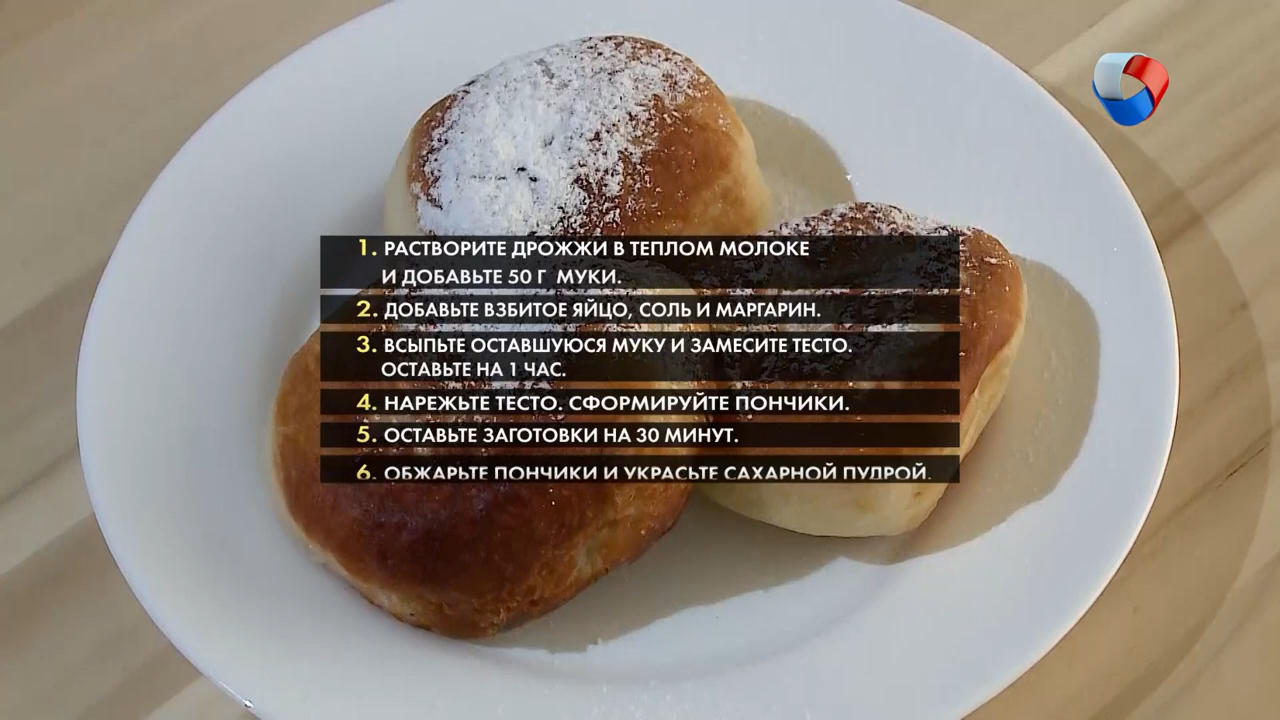 1. РАСТВОРИТЕ ДРОЖЖИ В ТЕПЛОМ МОЛОКЕ
И ДОБАВЬТЕ 50 Г МУКИ.
2. ДОБАВЬТЕ ВЗБИТОЕ ЯЙЦО, СОЛЬ И МАРГАРИН.
3. ВСЫПЬТЕ ОСТАВШУЮСЯ МУКУ И ЗАМЕСИТЕ ТЕСТО.
ОСТАВЬТЕ НА 1 ЧАС.
4. НАРЕЖЬТЕ ТЕСТО. СФОРМИРУЙТЕ ПОНЧИКИ.
5. ОСТАВЬТЕ ЗАГОТОВКИ НА 30 МИНУТ.
6. ОБЖАРЬТЕ ПОНЧИКИ И УКРАСЬТЕ САХАРНОЙ ПУДРОЙ.